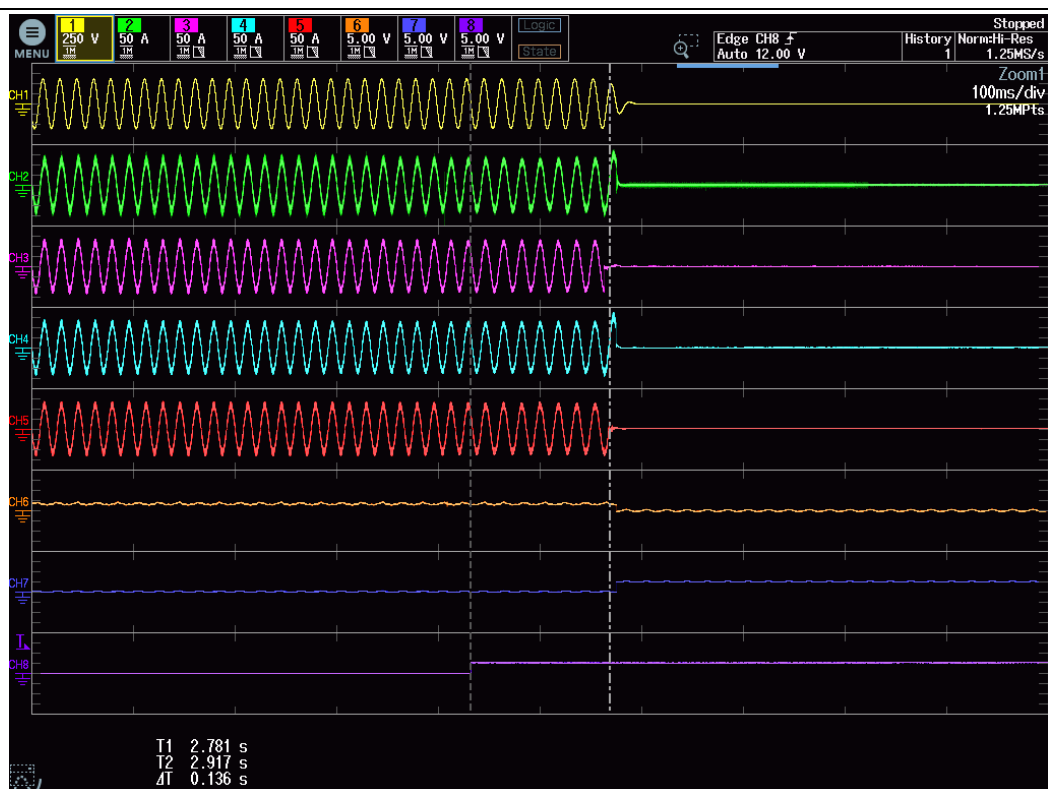 MENU
1 250 V 1M
2 50 A 1M
3 50 A 1M
4 50 A 1M
5 50 A 1M
6 5.00 V 1M
7 5.00 V 1M
8 5.00 V 1M
Logic
State
Edge CH8
Auto 12.00 V
Stopped
History 1
Norm:Hi-Res
1.25MS/s
Zoom1
100ms/div
1.25MPts
CH1
CH2
CH3
CH4
CH5
CH6
CH7
T
CH8
T1 2.781 s
T2 2.917 s
ΔT 0.136 s